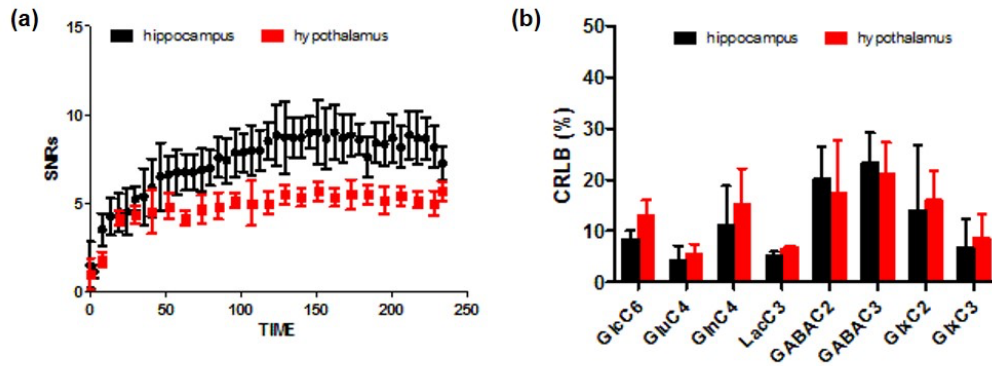 (a)
hippocampus hypothalamus
15
10
5
0
SNRs
0 50 100 150 200 250
TIME
(b)
hippocampus hypothalamus
50
40
30
20
10
0
CRLB (%)
GlcC6 GluC4 GlnC4 LacC3 GABAC2 GABAC3 GlxC2 GlxC3